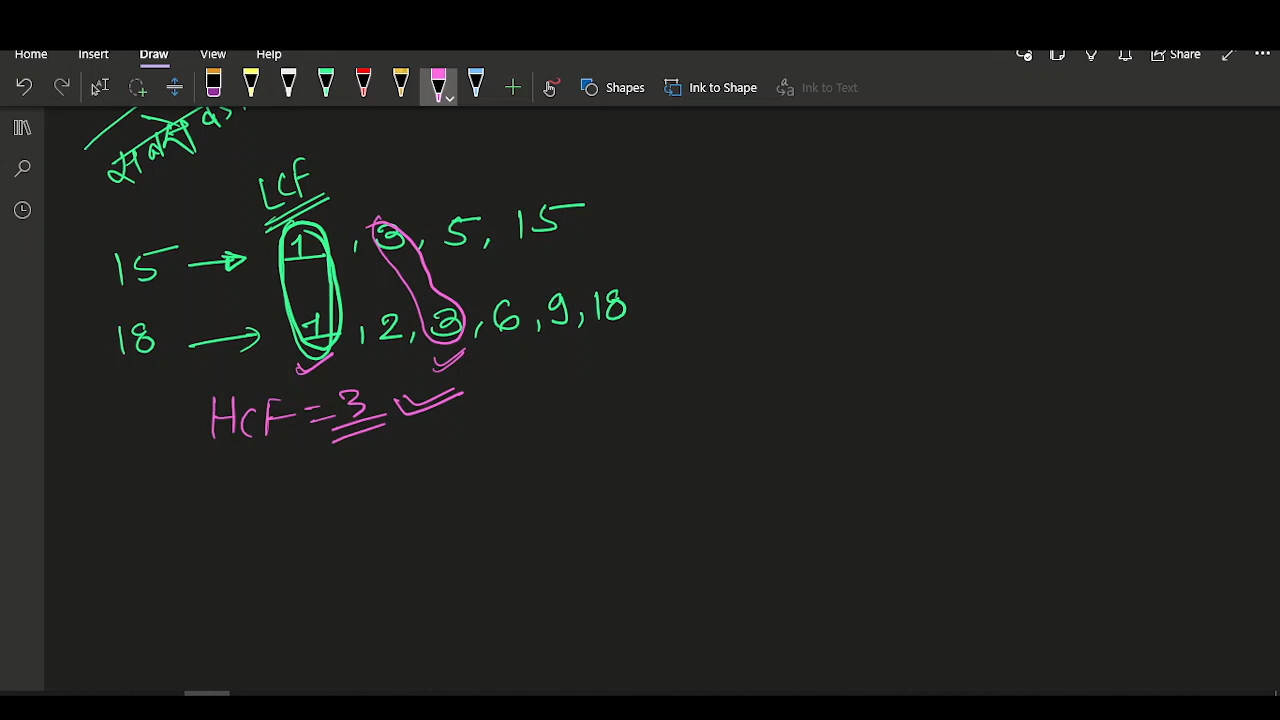 Home Insert Draw View Help Share
Shapes Ink to Shape Ink to Text
सबसे
LCF
15 → 1, 3, 5, 15
18 → 1, 2, 3, 6, 9, 18
HCF = 3